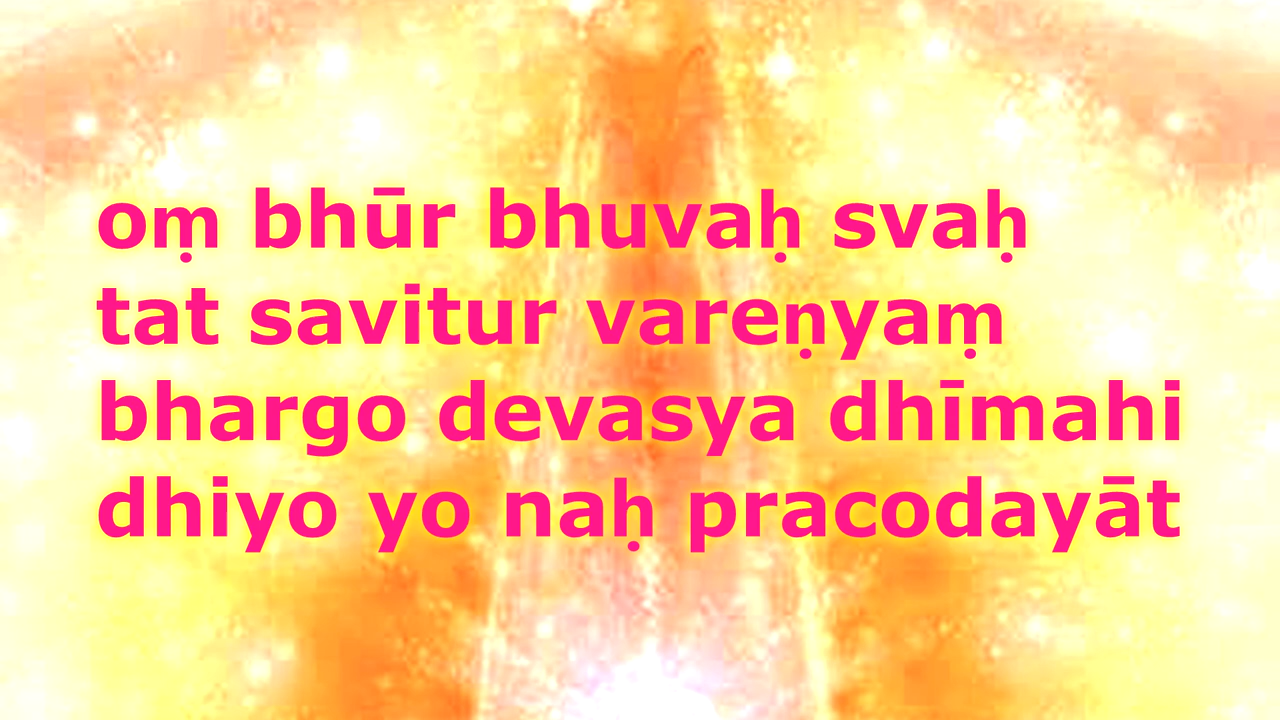 oṃ bhūr bhuvaḥ svaḥ
tat savitur vareṇyaṃ
bhargo devasya dhīmahi
dhiyo yo naḥ pracodayāt